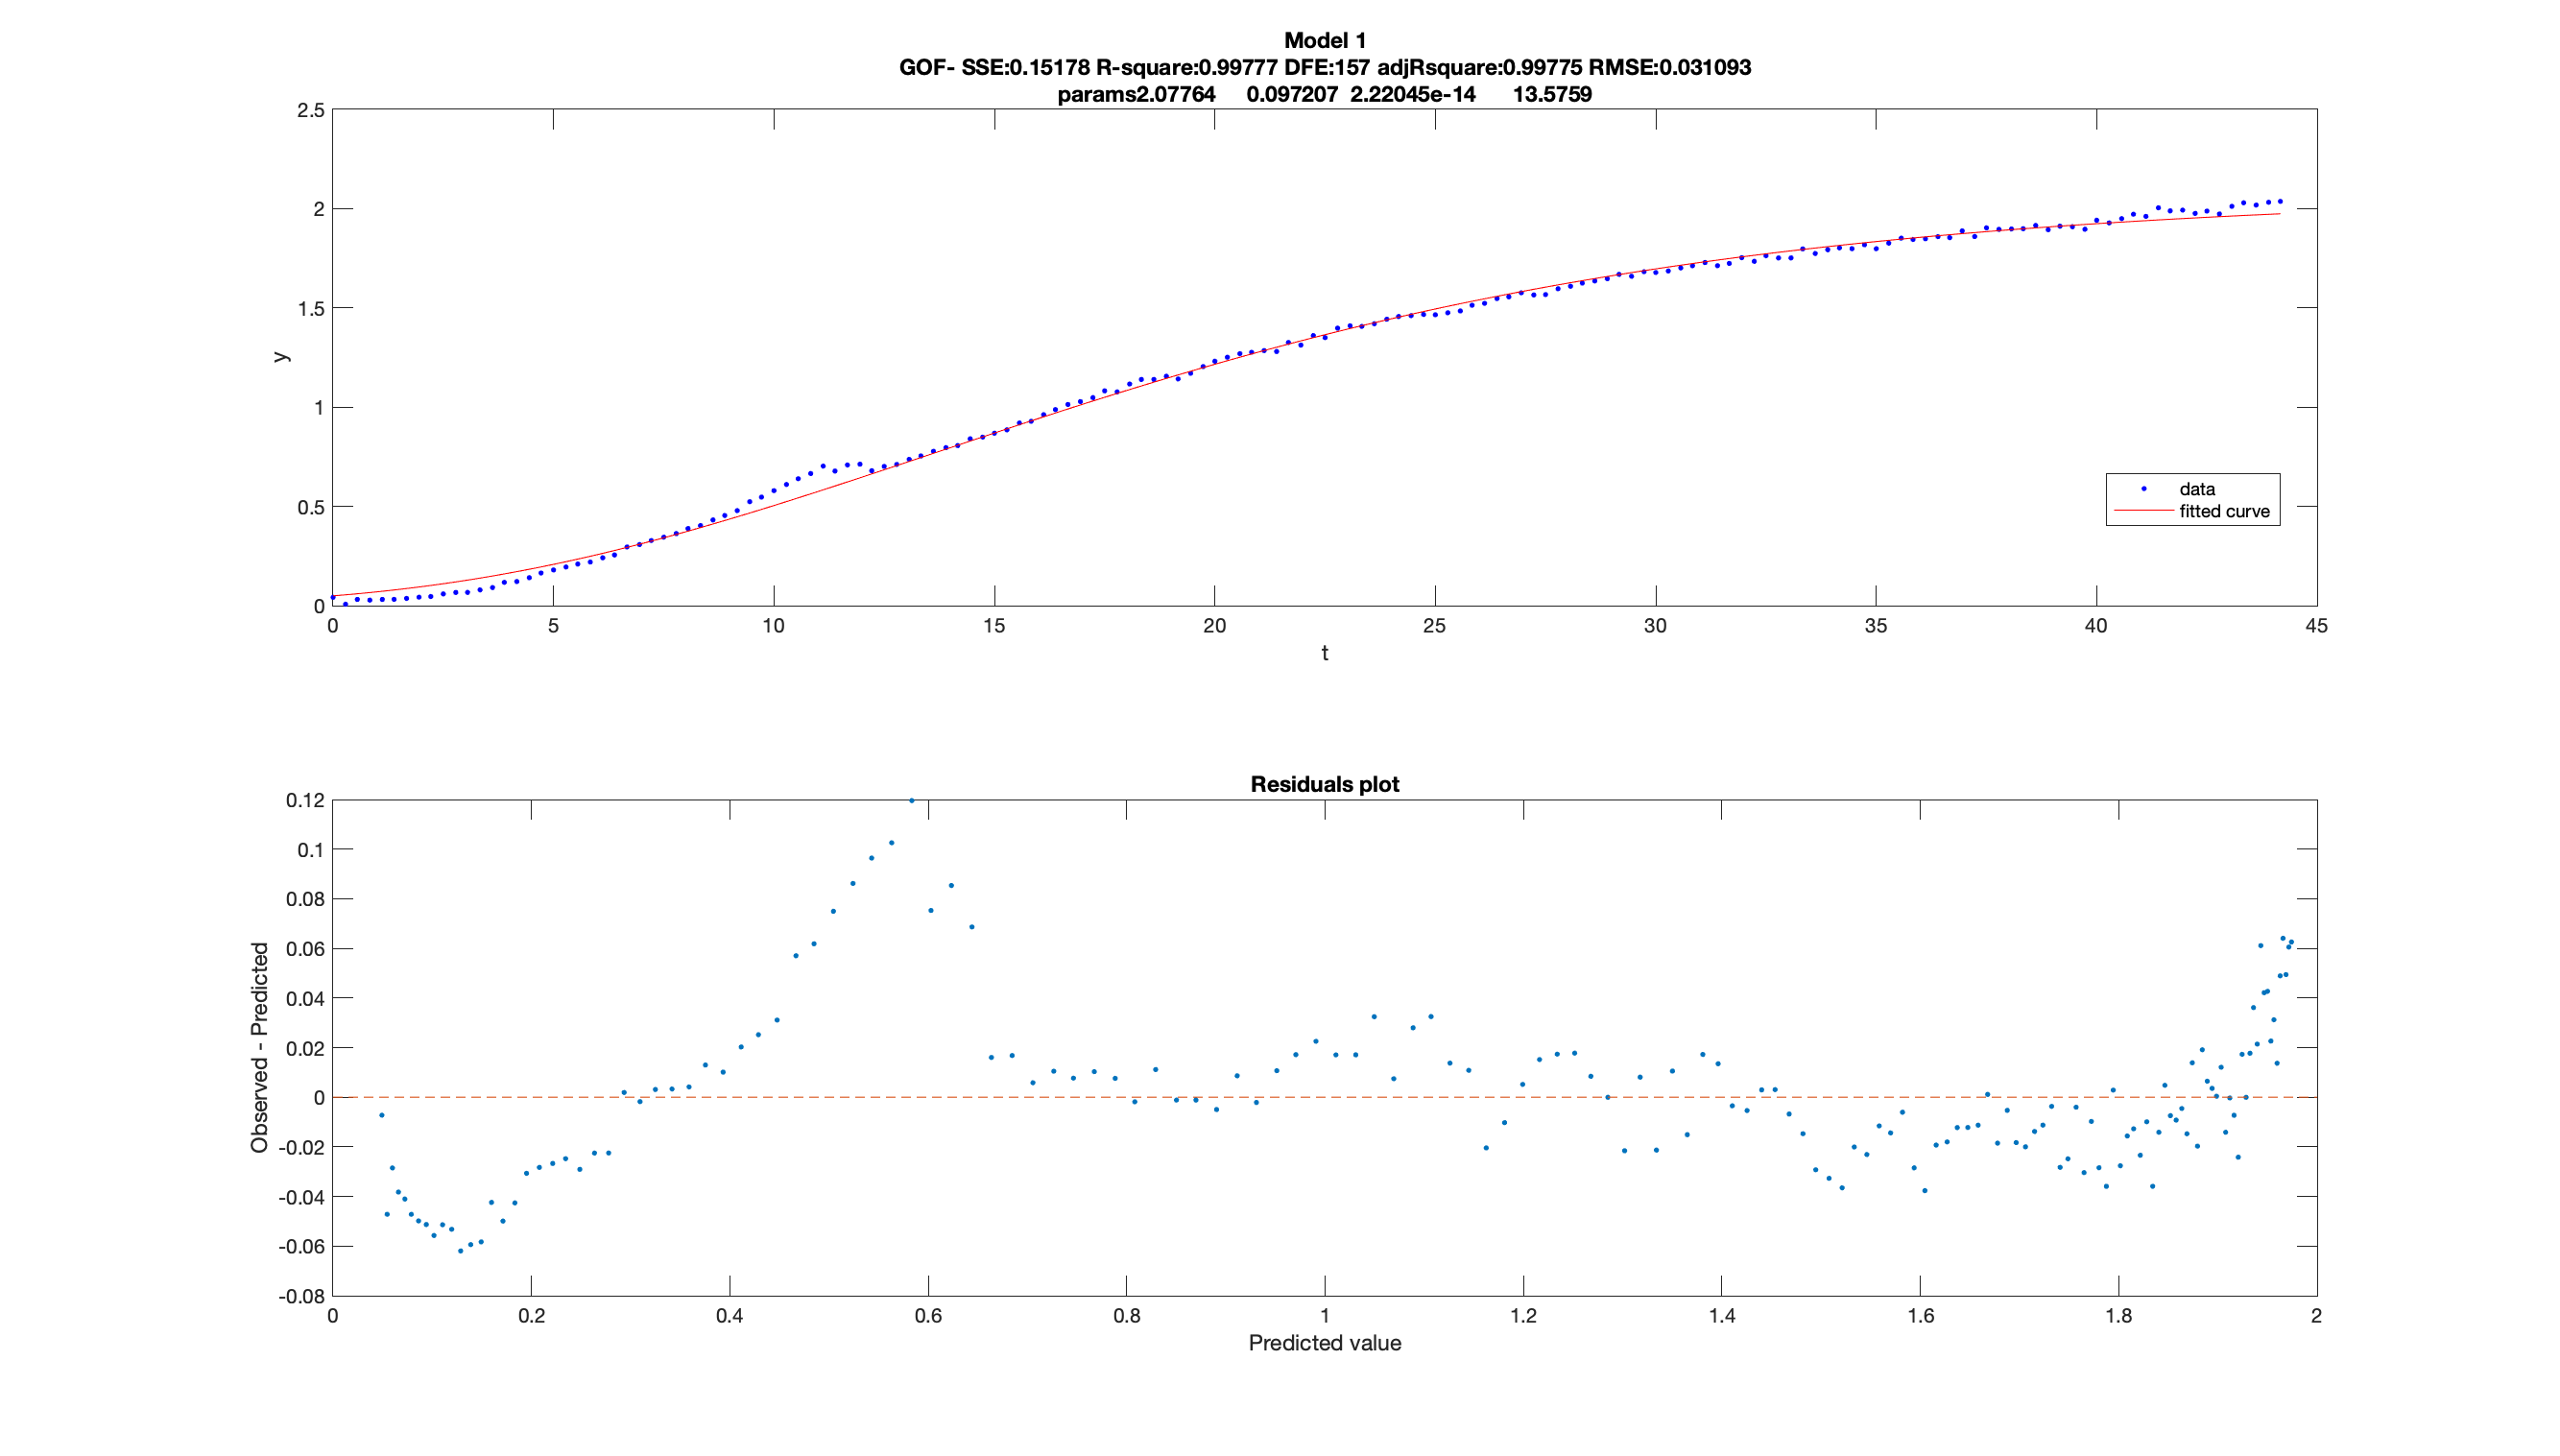 Model 1
GOF- SSE:0.15178 R-square:0.99777 DFE:157 adjRsquare:0.99775 RMSE:0.031093
params2.07764 0.097207 2.22045e-14 13.5759
2.5
2
1.5
1
0.5
0
y
0 5 10 15 20 25 30 35 40 45
t
data
fitted curve
Residuals plot
0.12
0.1
0.08
0.06
0.04
0.02
0
-0.02
-0.04
-0.06
-0.08
Observed - Predicted
0 0.2 0.4 0.6 0.8 1 1.2 1.4 1.6 1.8 2
Predicted value